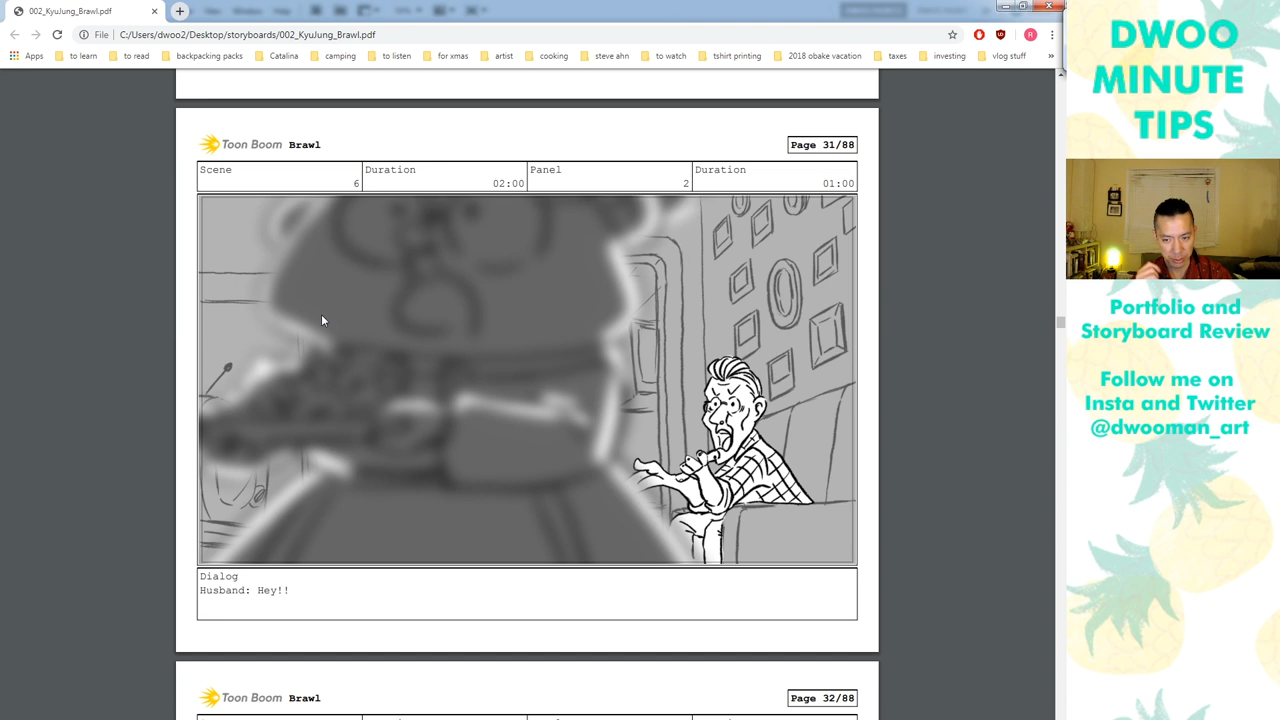 002_KyuJung_Brawl.pdf
File C:/Users/dwoo2/Desktop/storyboards/002_KyuJung_Brawl.pdf
R
Apps to learn to read backpacking packs Catalina camping to listen for xmas artist cooking steve ahn to watch tshirt printing 2018 obake vacation taxes investing vlog stuff
Toon Boom Brawl Page 31/88
Scene 6 Duration 02:00 Panel 2 Duration 01:00
Dialog
Husband: Hey!!
Toon Boom Brawl Page 32/88
DWOO
MINUTE
TIPS
Portfolio and
Storyboard Review
Follow me on
Insta and Twitter
@dwooman_art